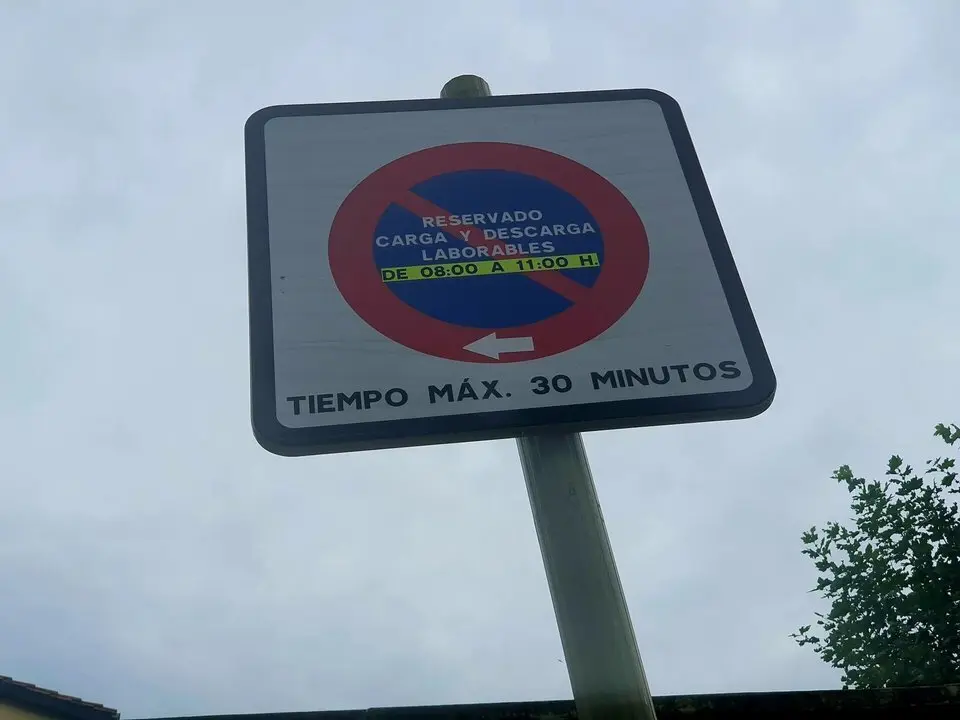 RESERVADO
CARGA Y DESCARGA
LABORABLES
DE 08:00 A 11:00 H.
TIEMPO MÁX. 30 MINUTOS